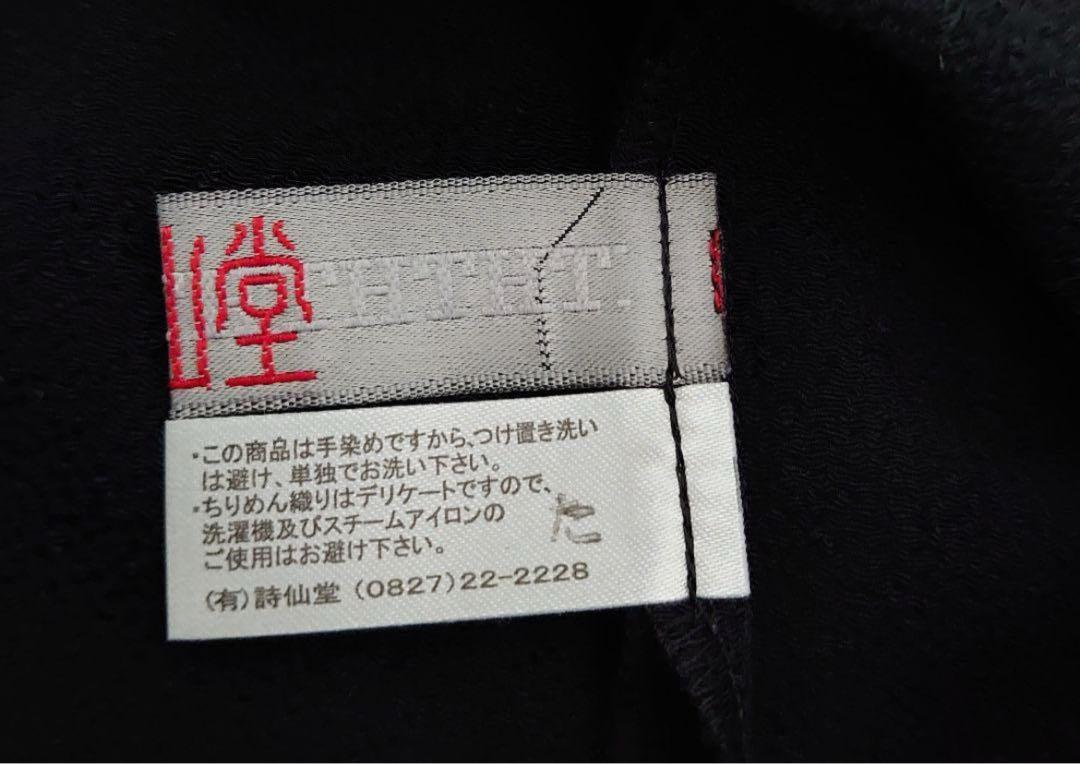 堂
・この商品は手染めですから、つけ置き洗い
は避け、単独でお洗い下さい。
・ちりめん織りはデリケートですので、
洗濯機及びスチームアイロンの
ご使用はお避け下さい。
た
(有)詩仙堂 (0827)22-2228